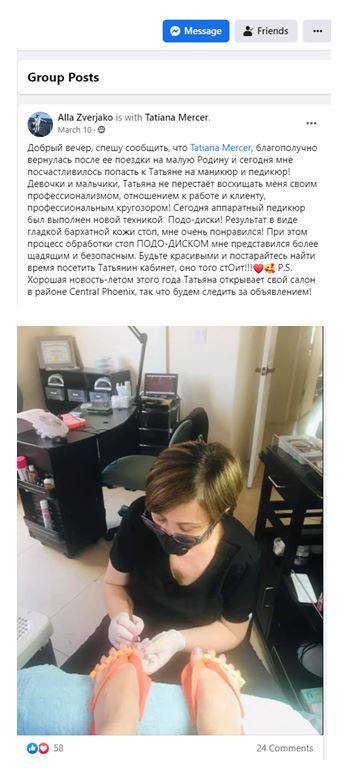 Message
Friends
Group Posts
Alla Zverjako is with Tatiana Mercer.
March 10 ·
Добрый вечер, спешу сообщить, что Tatiana Mercer, благополучно
вернулась после ее поездки на малую Родину и сегодня мне
посчастливилось попасть к Татьяне на маникюр и педикюр!
Девочки и мальчики, Татьяна не перестаёт восхищать меня своим
профессионализмом, отношением к работе и клиенту,
профессиональным кругозором! Сегодня аппаратный педикюр
был выполнен новой техникой Подо-диски! Результат в виде
гладкой бархатной кожи стоп, мне очень понравился! При этом
процесс обработки стоп ПОДО-ДИСКОМ мне представился более
щадящим и безопасным. Будьте красивыми и постарайтесь найти
время посетить Татьянин кабинет, оно того стОит!!!❤️🥰 P.S.
Хорошая новость-летом этого года Татьяна открывает свой салон
в районе Central Phoenix, так что будем следить за объявлением!
58
24 Comments